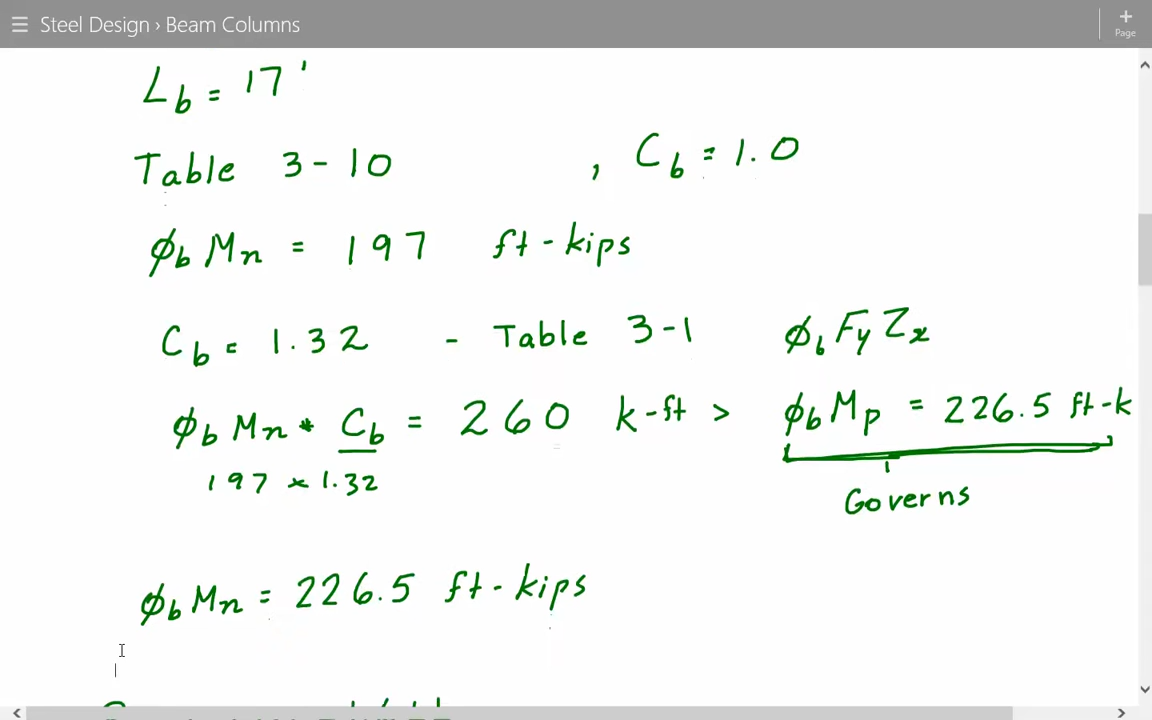 Steel Design › Beam Columns
Page
Lb = 17'
Table 3-10 , Cb = 1.0
ϕb Mn = 197 ft-kips
Cb = 1.32 - Table 3-1 ϕb Fy Zx
ϕb Mn * Cb = 260 k-ft > ϕb Mp = 226.5 ft-k
197 × 1.32
Governs
ϕb Mn = 226.5 ft-kips